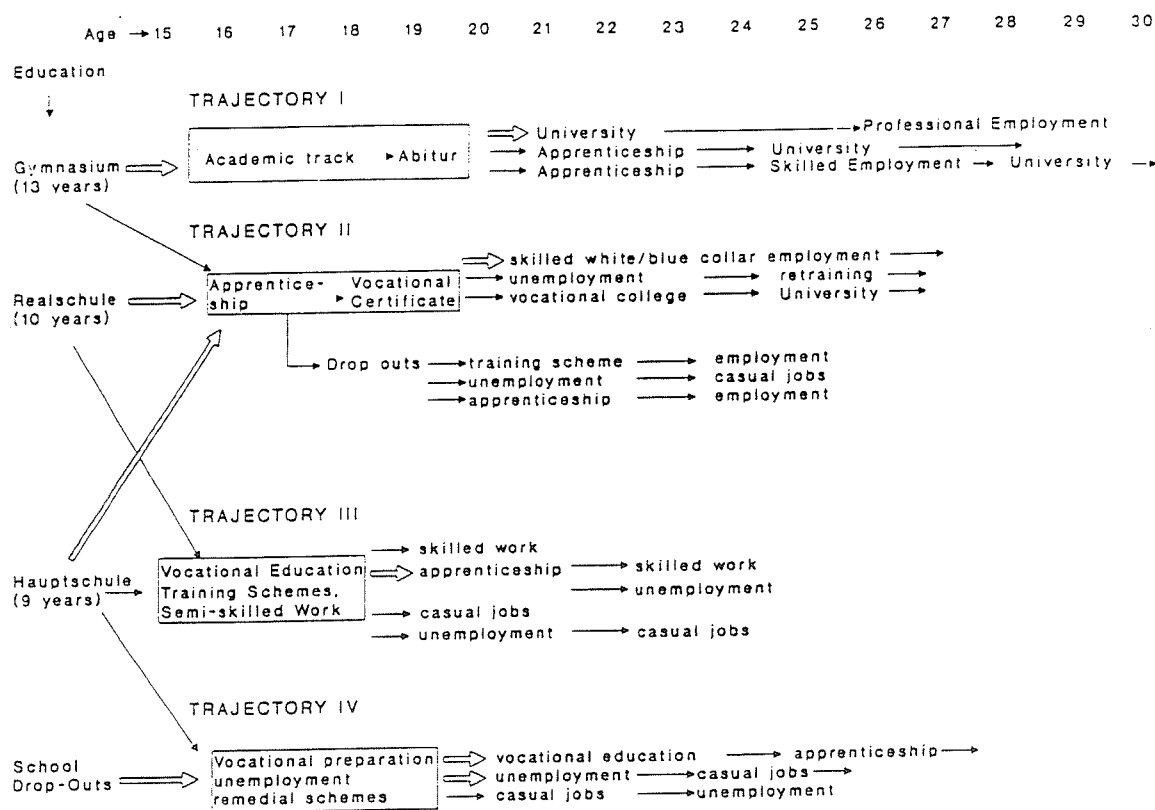 Age 15 16 17 18 19 20 21 22 23 24 25 26 27 28 29 30
Education
TRAJECTORY I
Gymnasium
(13 years)
Academic track Abitur
University Professional Employment
Apprenticeship University
Apprenticeship Skilled Employment University
TRAJECTORY II
Realschule
(10 years)
Apprentice-
ship
Vocational
Certificate
skilled white/blue collar employment
unemployment retraining
vocational college University
Drop outs training scheme employment
unemployment casual jobs
apprenticeship employment
TRAJECTORY III
Hauptschule
(9 years)
Vocational Education
Training Schemes,
Semi-skilled Work
skilled work
apprenticeship skilled work
unemployment
casual jobs
unemployment casual jobs
TRAJECTORY IV
School
Drop-Outs
Vocational preparation
unemployment
remedial schemes
vocational education apprenticeship
unemployment casual jobs
casual jobs unemployment